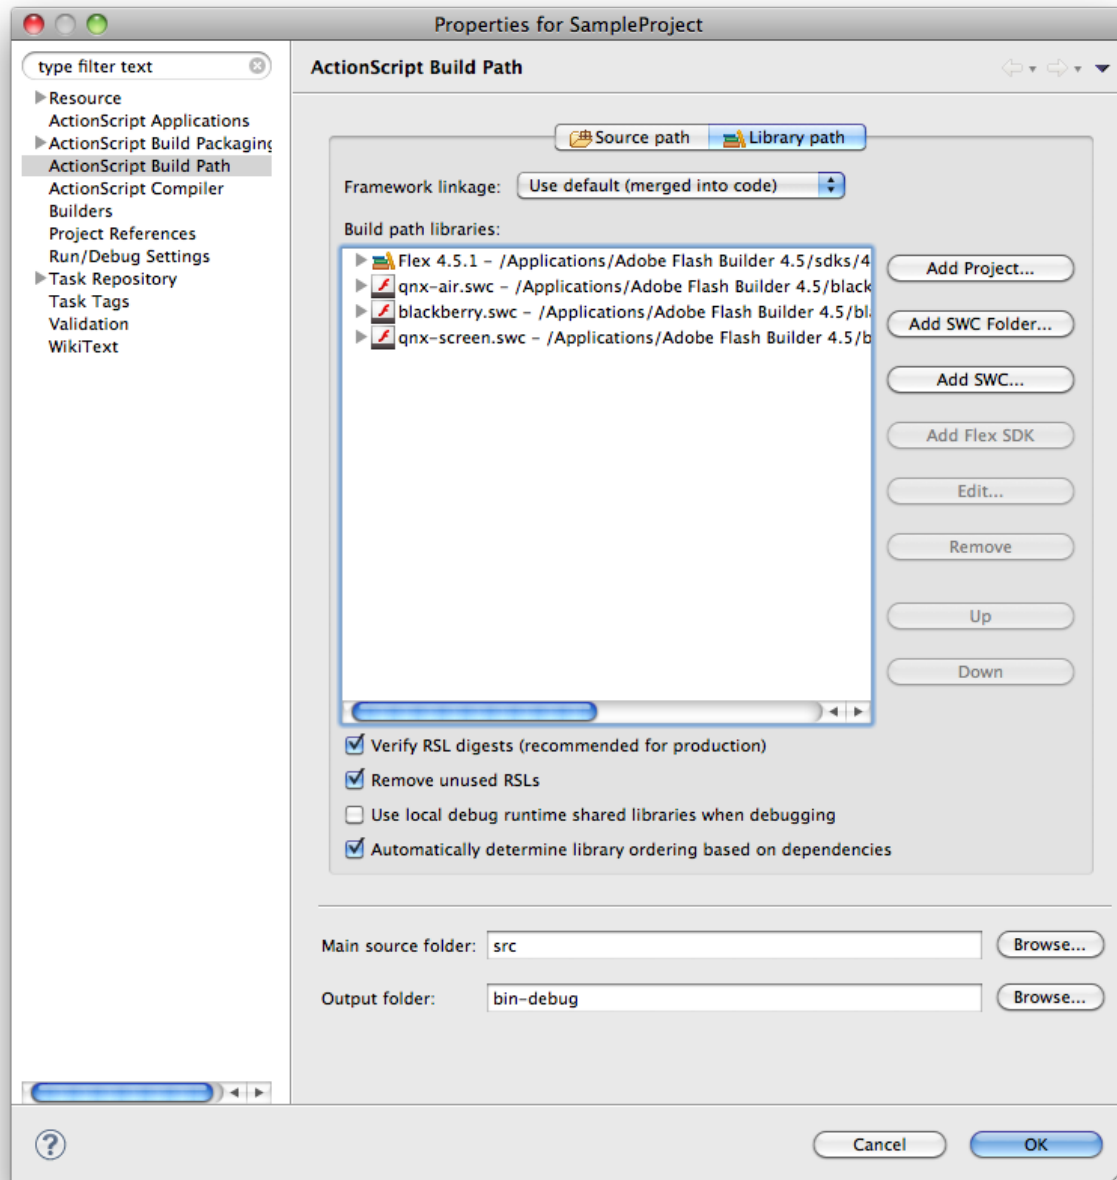 Properties for SampleProject
type filter text
Resource
ActionScript Applications
ActionScript Build Packaging
ActionScript Build Path
ActionScript Compiler
Builders
Project References
Run/Debug Settings
Task Repository
Task Tags
Validation
WikiText
ActionScript Build Path
Source path
Library path
Framework linkage: Use default (merged into code)
Build path libraries:
Flex 4.5.1 – /Applications/Adobe Flash Builder 4.5/sdks/4
qnx-air.swc – /Applications/Adobe Flash Builder 4.5/black
blackberry.swc – /Applications/Adobe Flash Builder 4.5/bl
qnx-screen.swc – /Applications/Adobe Flash Builder 4.5/b
Add Project...
Add SWC Folder...
Add SWC...
Add Flex SDK
Edit...
Remove
Up
Down
Verify RSL digests (recommended for production)
Remove unused RSLs
Use local debug runtime shared libraries when debugging
Automatically determine library ordering based on dependencies
Main source folder: src Browse...
Output folder: bin-debug Browse...
?
Cancel
OK